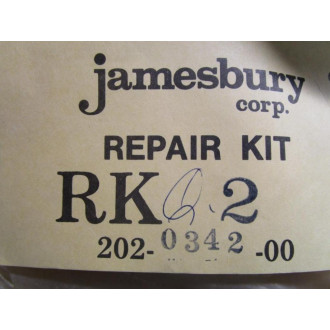 jamesbury
corp.
REPAIR KIT
RK Q.2
202-0342-00